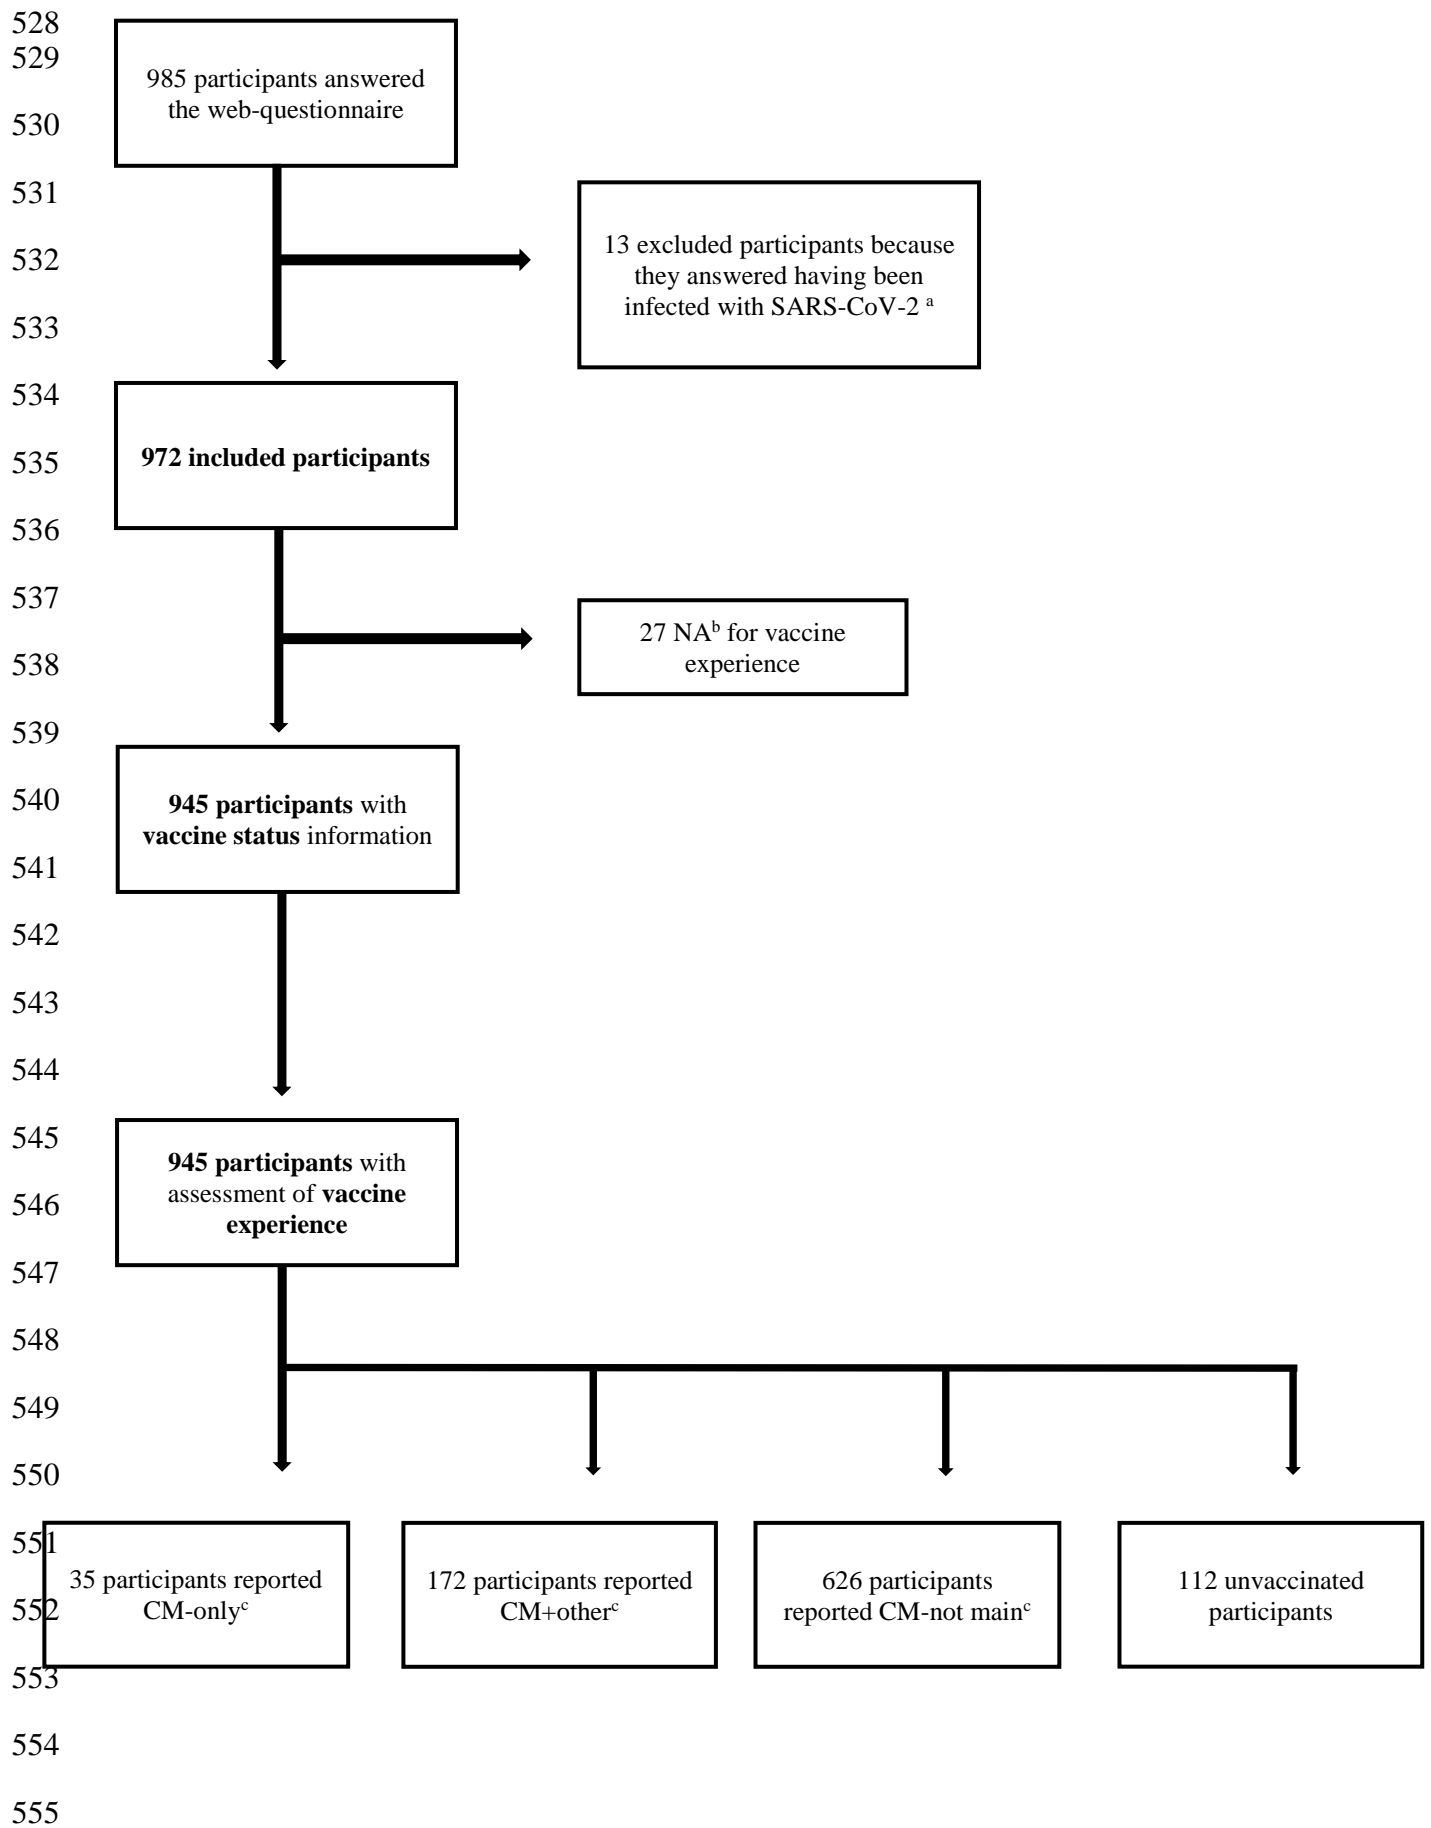 528
529
985 participants answered
the web-questionnaire
530
531
13 excluded participants because
they answered having been
infected with SARS-CoV-2 ᵃ
532
533
534
972 included participants
535
536
537
27 NAᵇ for vaccine
experience
538
539
945 participants with
vaccine status information
540
541
542
543
544
545
945 participants with
assessment of vaccine
experience
546
547
548
549
550
551
35 participants reported
CM-onlyᶜ
172 participants reported
CM+otherᶜ
626 participants
reported CM-not mainᶜ
112 unvaccinated
participants
552
553
554
555